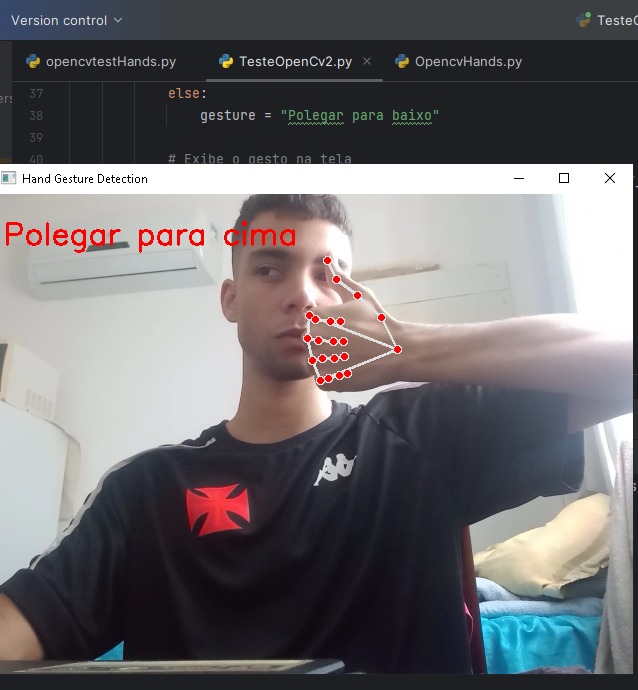 Version control
opencvtestHands.py TesteOpenCv2.py OpencvHands.py
37 else:
38 gesture = "Polegar para baixo"
39
40 # Exibe o gesto na tela
Hand Gesture Detection
Polegar para cima